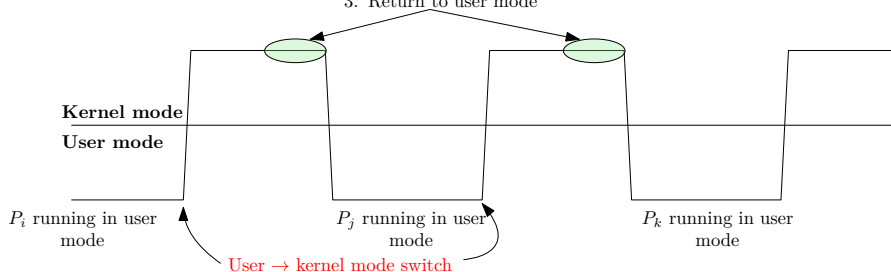 3. Return to user mode
Kernel mode
User mode
P_i running in user
mode
P_j running in user
mode
P_k running in user
mode
User → kernel mode switch